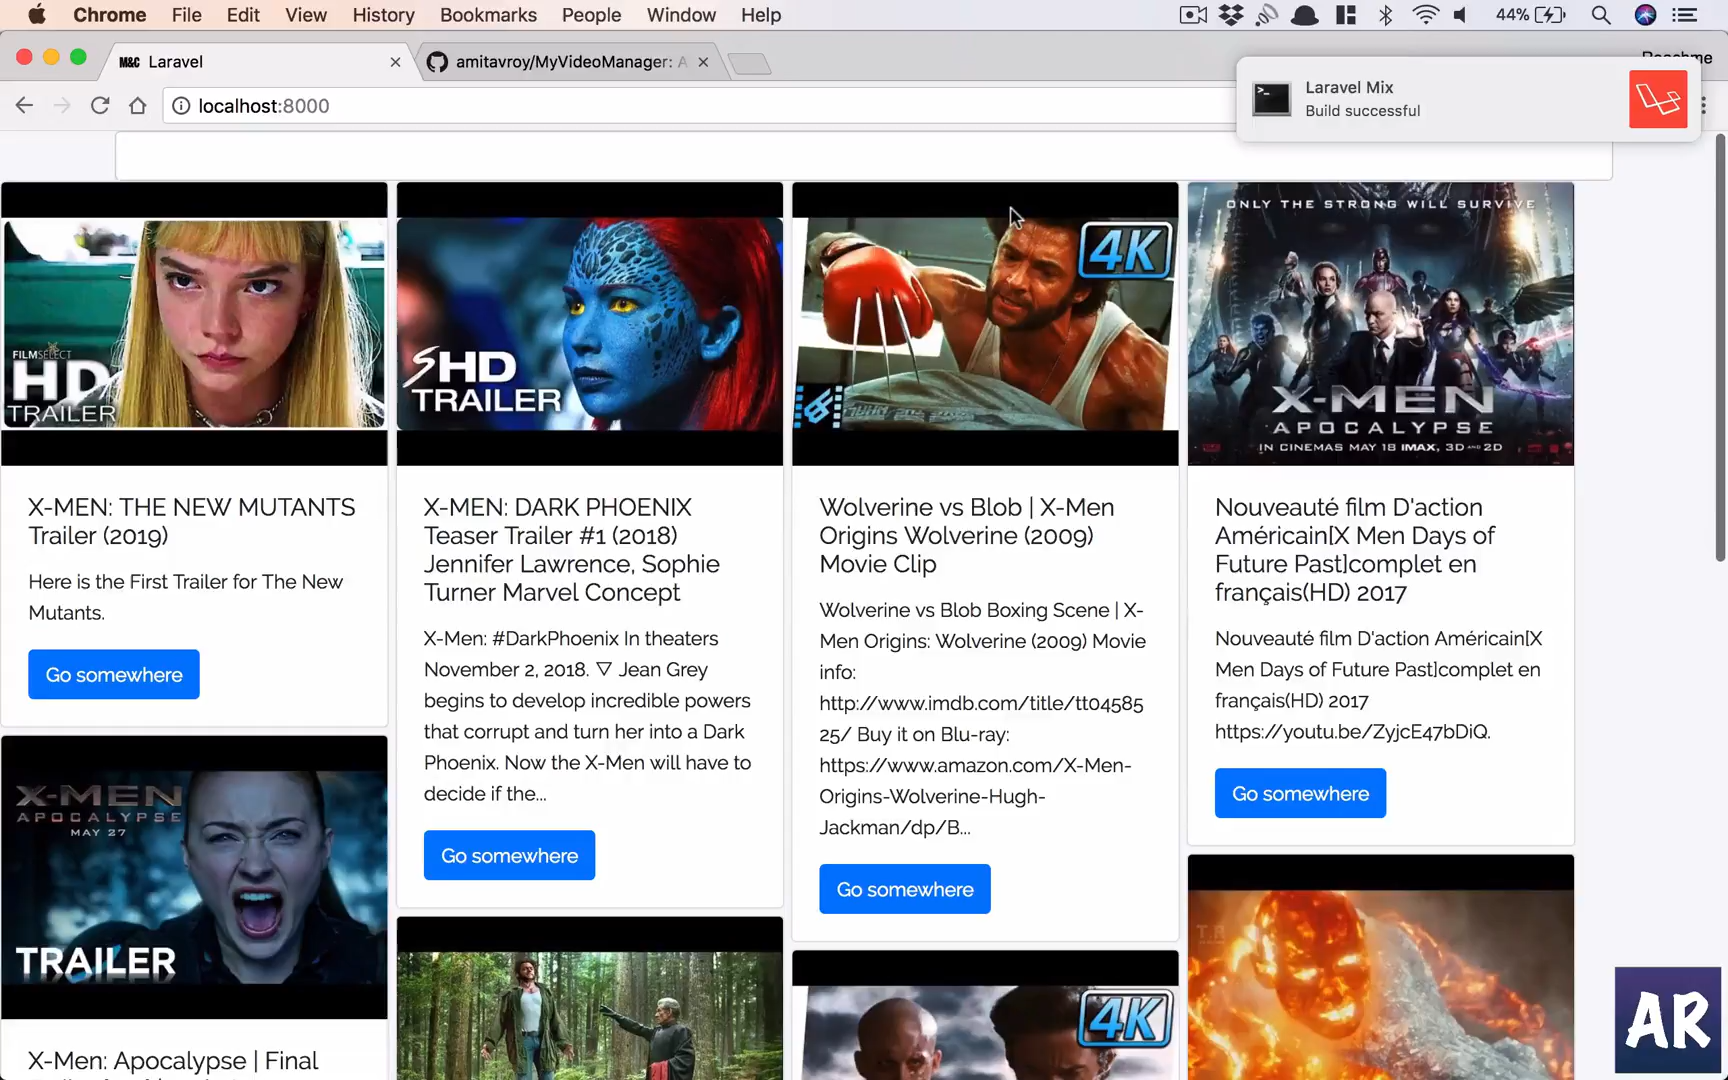 Chrome File Edit View History Bookmarks People Window Help 44%
M&C Laravel
amitavroy/MyVideoManager: A
localhost:8000
Laravel Mix
Build successful
FILMSELECT
HD
TRAILER
X-MEN: THE NEW MUTANTS
Trailer (2019)
Here is the First Trailer for The New
Mutants.
Go somewhere
HD
TRAILER
X-MEN: DARK PHOENIX
Teaser Trailer #1 (2018)
Jennifer Lawrence, Sophie
Turner Marvel Concept
X-Men: #DarkPhoenix In theaters
November 2, 2018. ▽ Jean Grey
begins to develop incredible powers
that corrupt and turn her into a Dark
Phoenix. Now the X-Men will have to
decide if the...
Go somewhere
4K
Wolverine vs Blob | X-Men
Origins Wolverine (2009)
Movie Clip
Wolverine vs Blob Boxing Scene | X-
Men Origins: Wolverine (2009) Movie
info:
http://www.imdb.com/title/tt04585
25/ Buy it on Blu-ray:
https://www.amazon.com/X-Men-
Origins-Wolverine-Hugh-
Jackman/dp/B...
Go somewhere
ONLY THE STRONG WILL SURVIVE
X-MEN
APOCALYPSE
IN CINEMAS MAY 18 IMAX, 3D AND 2D
Nouveauté film D'action
Américain[X Men Days of
Future Past]complet en
français(HD) 2017
Nouveauté film D'action Américain[X
Men Days of Future Past]complet en
français(HD) 2017
https://youtu.be/ZyjcE47bDiQ.
Go somewhere
X-MEN
APOCALYPSE
MAY 27
TRAILER
X-Men: Apocalypse | Final
4K
AR